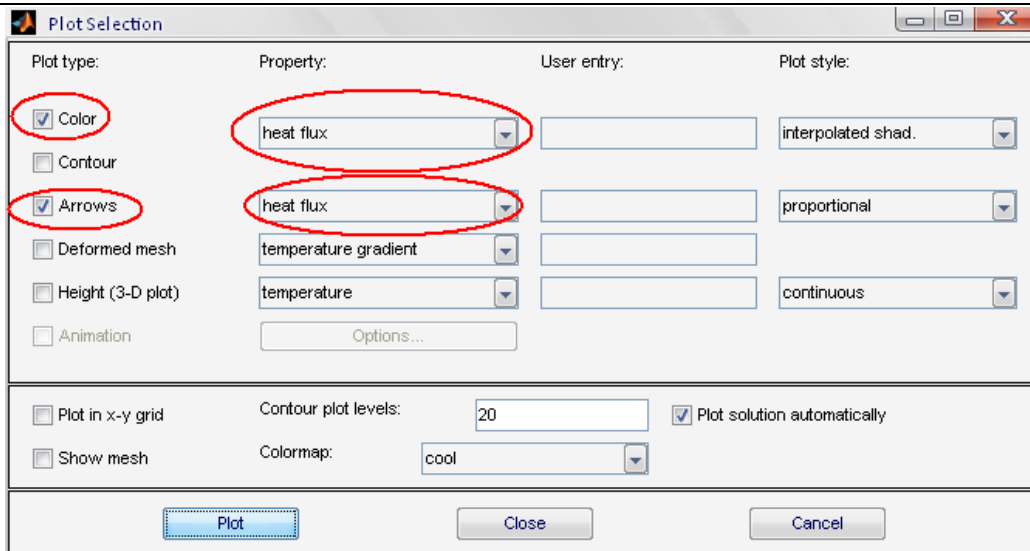 Plot Selection
Plot type: Property: User entry: Plot style:
Color heat flux interpolated shad.
Contour
Arrows heat flux proportional
Deformed mesh temperature gradient
Height (3-D plot) temperature continuous
Animation Options...
Plot in x-y grid Contour plot levels: 20 Plot solution automatically
Show mesh Colormap: cool
Plot Close Cancel